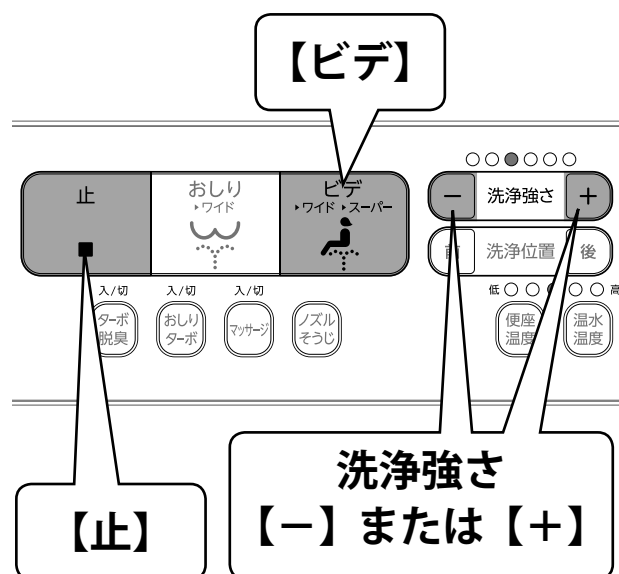 【ビデ】
止
おしり
▸ワイド
ビデ
▸ワイド ▸スーパー
－ 洗浄強さ ＋
前 洗浄位置 後
入/切 入/切 入/切
低 高
ターボ
脱臭
おしり
ターボ
マッサージ
ノズル
そうじ
便座
温度
温水
温度
【止】
洗浄強さ
【－】または【＋】